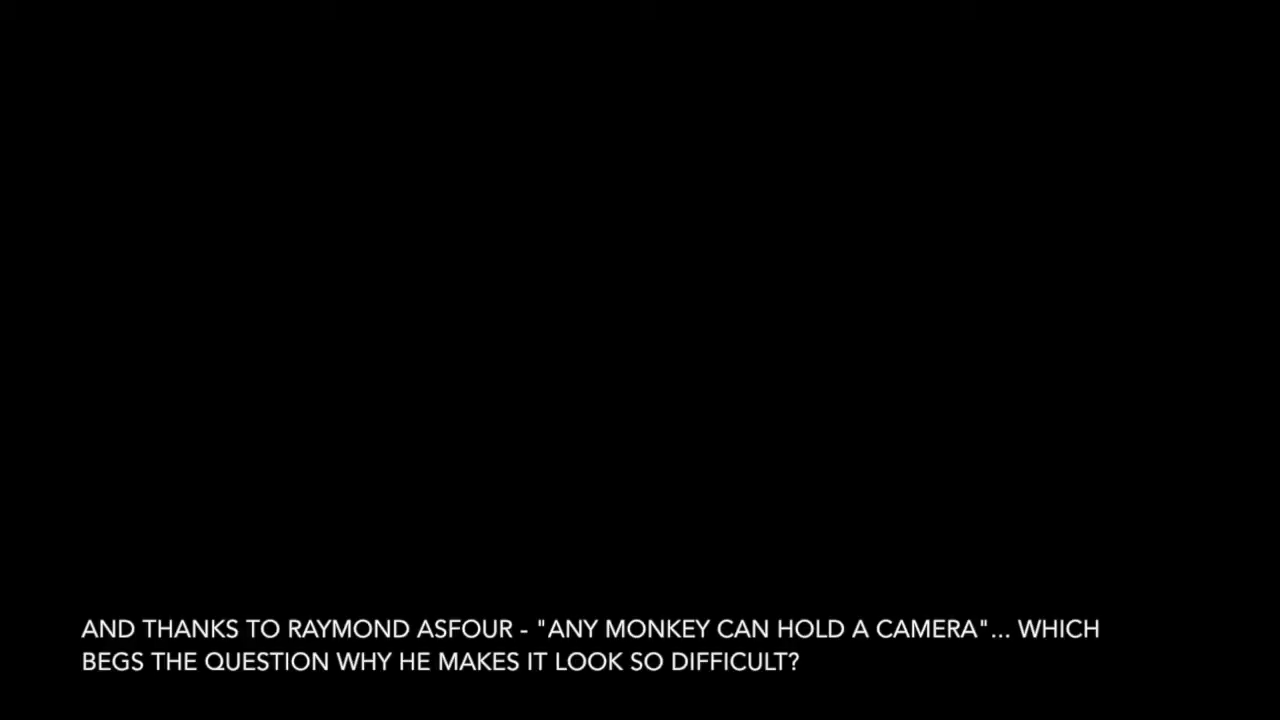 AND THANKS TO RAYMOND ASFOUR - "ANY MONKEY CAN HOLD A CAMERA"... WHICH
BEGS THE QUESTION WHY HE MAKES IT LOOK SO DIFFICULT?